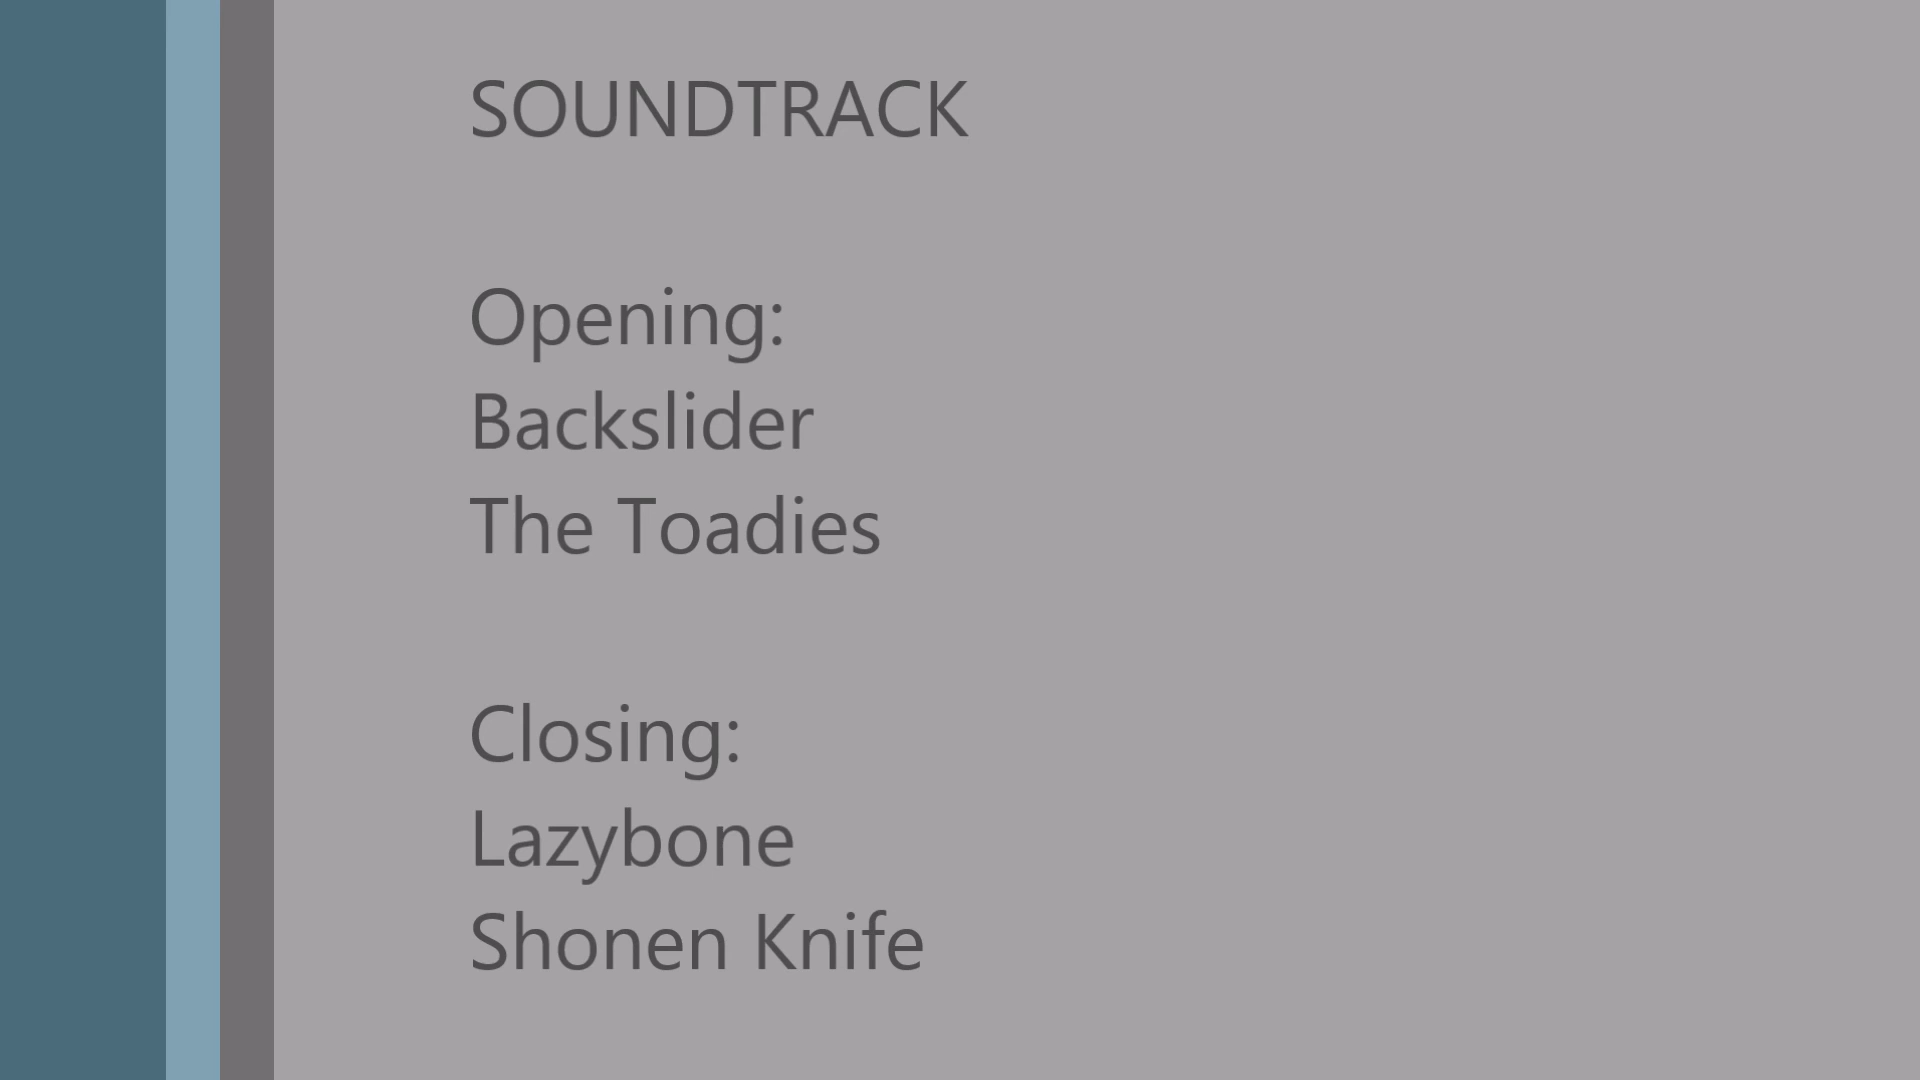 SOUNDTRACK
Opening:
Backslider
The Toadies
Closing:
Lazybone
Shonen Knife